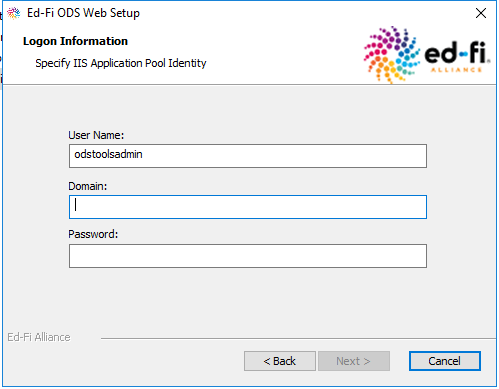 Ed-Fi ODS Web Setup
Logon Information
Specify IIS Application Pool Identity
ed-fi
ALLIANCE
User Name:
odstoolsadmin
Domain:
Password:
Ed-Fi Alliance
< Back
Next >
Cancel